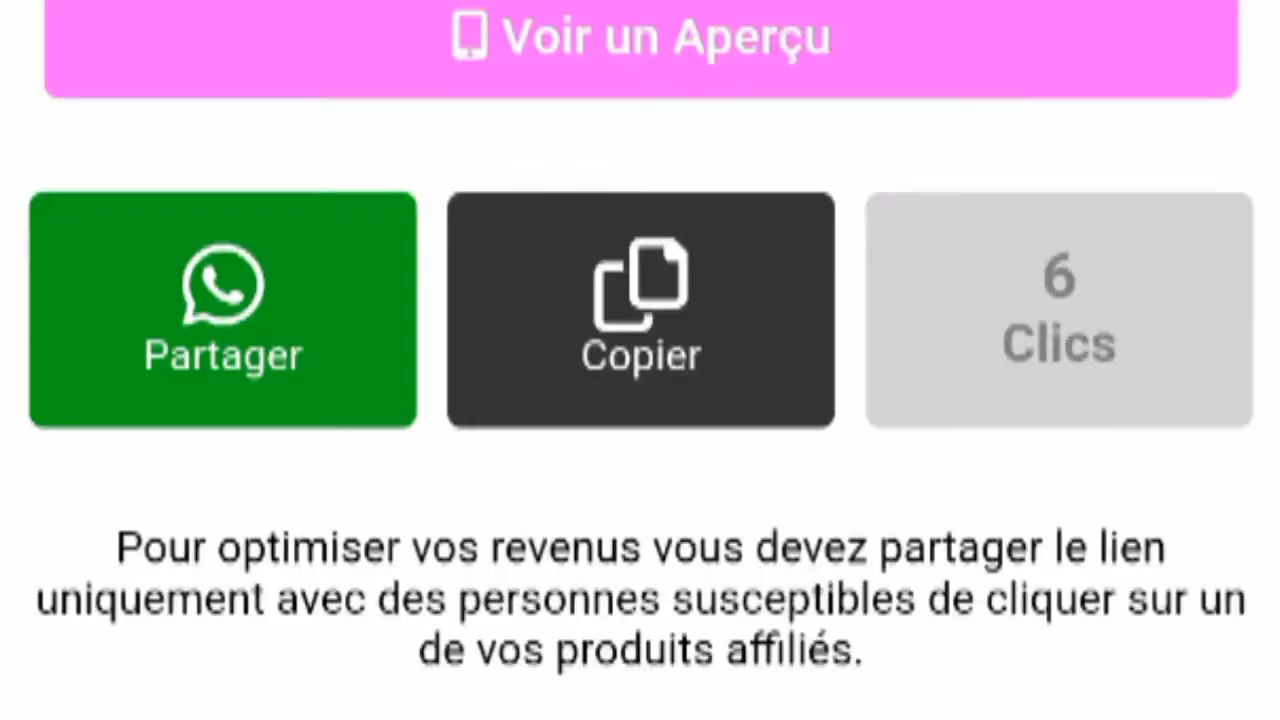 Voir un Aperçu
Partager
Copier
6
Clics
Pour optimiser vos revenus vous devez partager le lien
uniquement avec des personnes susceptibles de cliquer sur un
de vos produits affiliés.